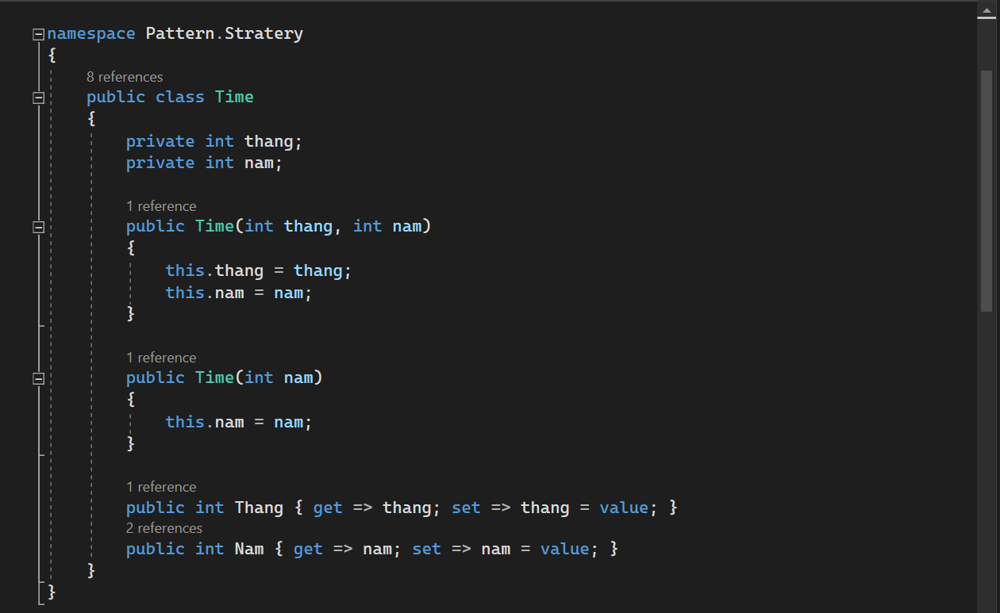 namespace Pattern.Stratery
{
8 references
public class Time
{
private int thang;
private int nam;
1 reference
public Time(int thang, int nam)
{
this.thang = thang;
this.nam = nam;
}
1 reference
public Time(int nam)
{
this.nam = nam;
}
1 reference
public int Thang { get => thang; set => thang = value; }
2 references
public int Nam { get => nam; set => nam = value; }
}
}